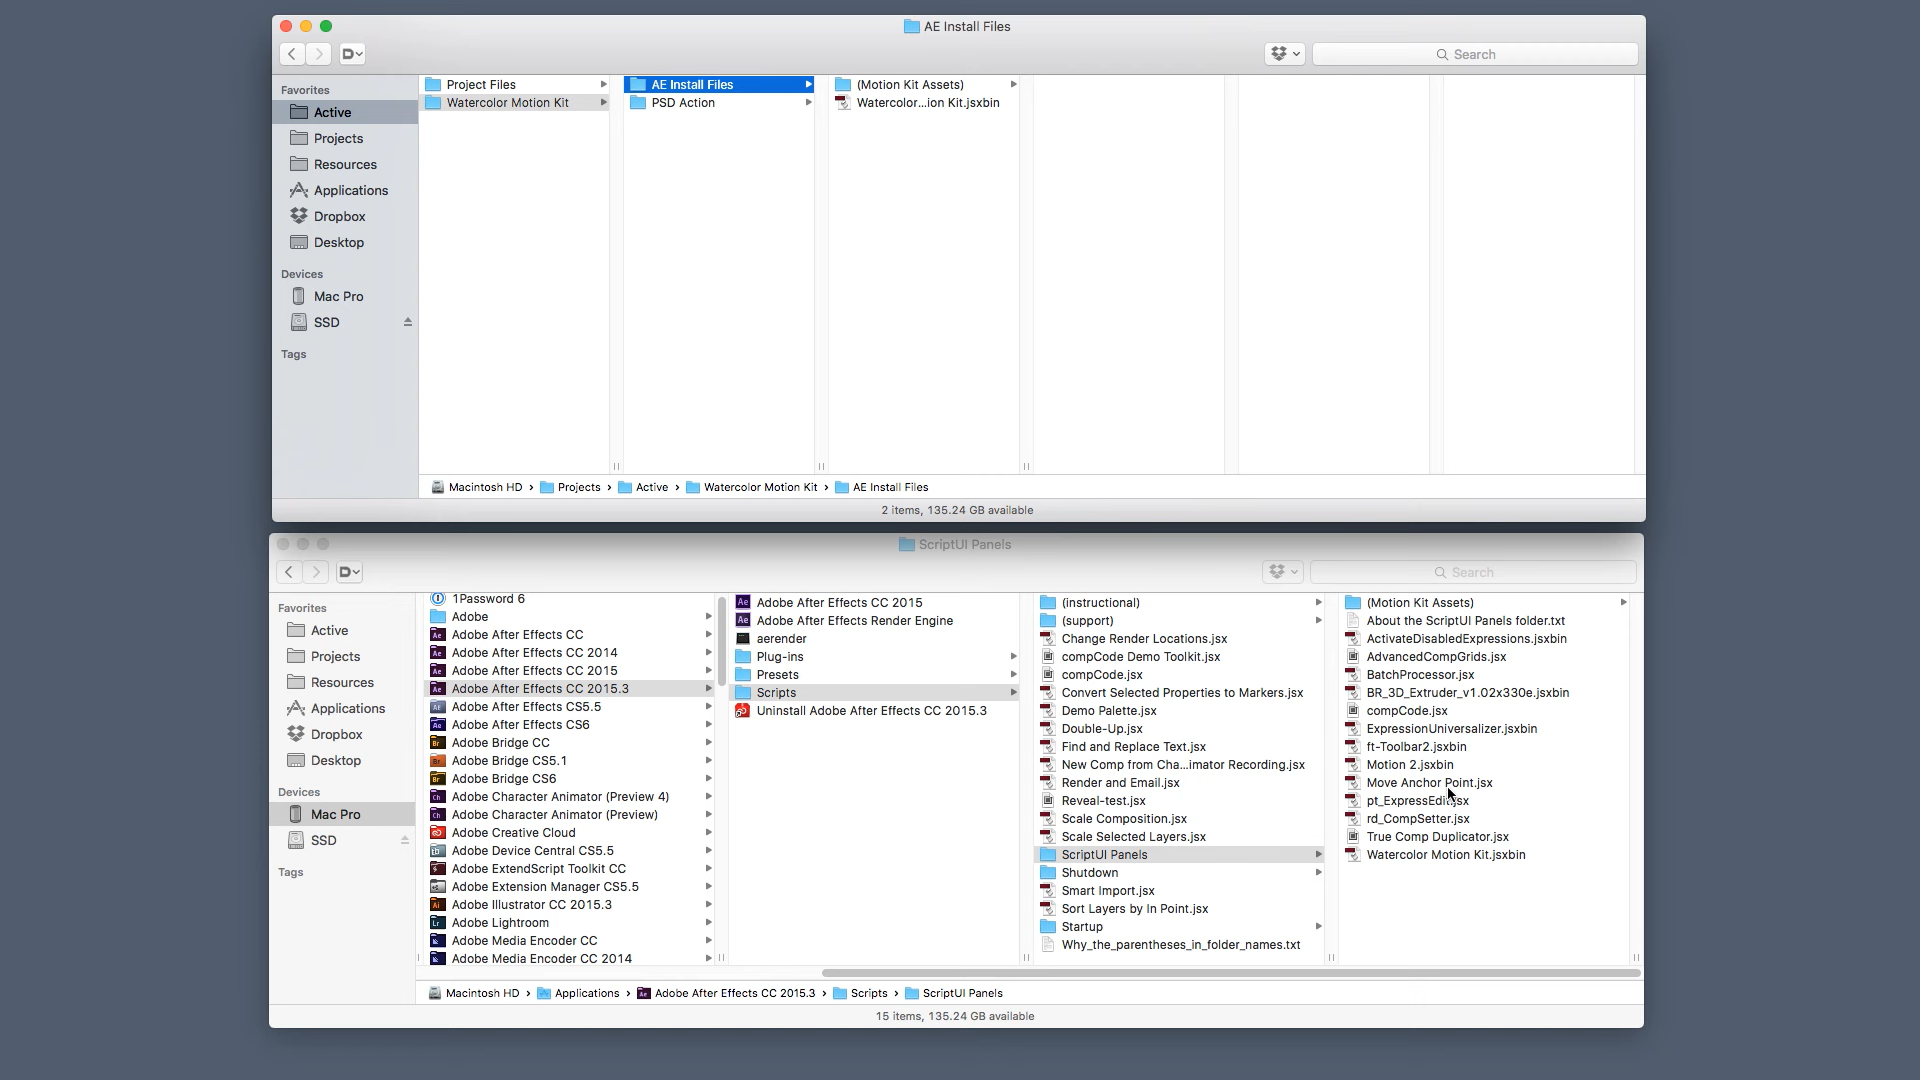 AE Install Files
Search
Favorites
Active
Projects
Resources
Applications
Dropbox
Desktop
Devices
Mac Pro
SSD
Tags
Project Files
Watercolor Motion Kit
AE Install Files
PSD Action
(Motion Kit Assets)
Watercolor...ion Kit.jsxbin
Macintosh HD › Projects › Active › Watercolor Motion Kit › AE Install Files
2 items, 135.24 GB available
ScriptUI Panels
Search
Favorites
Active
Projects
Resources
Applications
Dropbox
Desktop
Devices
Mac Pro
SSD
Tags
1Password 6
Adobe
Adobe After Effects CC
Adobe After Effects CC 2014
Adobe After Effects CC 2015
Adobe After Effects CC 2015.3
Adobe After Effects CS5.5
Adobe After Effects CS6
Adobe Bridge CC
Adobe Bridge CS5.1
Adobe Bridge CS6
Adobe Character Animator (Preview 4)
Adobe Character Animator (Preview)
Adobe Creative Cloud
Adobe Device Central CS5.5
Adobe ExtendScript Toolkit CC
Adobe Extension Manager CS5.5
Adobe Illustrator CC 2015.3
Adobe Lightroom
Adobe Media Encoder CC
Adobe Media Encoder CC 2014
Adobe After Effects CC 2015
Adobe After Effects Render Engine
aerender
Plug-ins
Presets
Scripts
Uninstall Adobe After Effects CC 2015.3
(instructional)
(support)
Change Render Locations.jsx
compCode Demo Toolkit.jsx
compCode.jsx
Convert Selected Properties to Markers.jsx
Demo Palette.jsx
Double-Up.jsx
Find and Replace Text.jsx
New Comp from Cha...imator Recording.jsx
Render and Email.jsx
Reveal-test.jsx
Scale Composition.jsx
Scale Selected Layers.jsx
ScriptUI Panels
Shutdown
Smart Import.jsx
Sort Layers by In Point.jsx
Startup
Why_the_parentheses_in_folder_names.txt
(Motion Kit Assets)
About the ScriptUI Panels folder.txt
ActivateDisabledExpressions.jsxbin
AdvancedCompGrids.jsx
BatchProcessor.jsx
BR_3D_Extruder_v1.02x330e.jsxbin
compCode.jsx
ExpressionUniversalizer.jsxbin
ft-Toolbar2.jsxbin
Motion 2.jsxbin
Move Anchor Point.jsx
pt_ExpressEdit.jsx
rd_CompSetter.jsx
True Comp Duplicator.jsx
Watercolor Motion Kit.jsxbin
Macintosh HD › Applications › Adobe After Effects CC 2015.3 › Scripts › ScriptUI Panels
15 items, 135.24 GB available